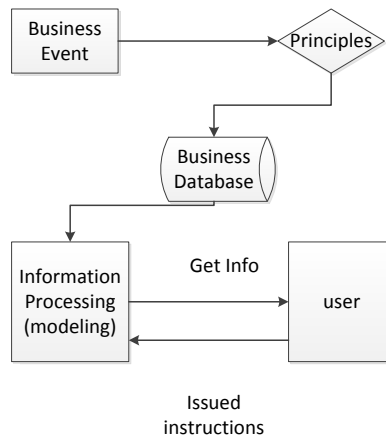 Business
Event
Principles
Business
Database
Information
Processing
(modeling)
Get Info
user
Issued
instructions